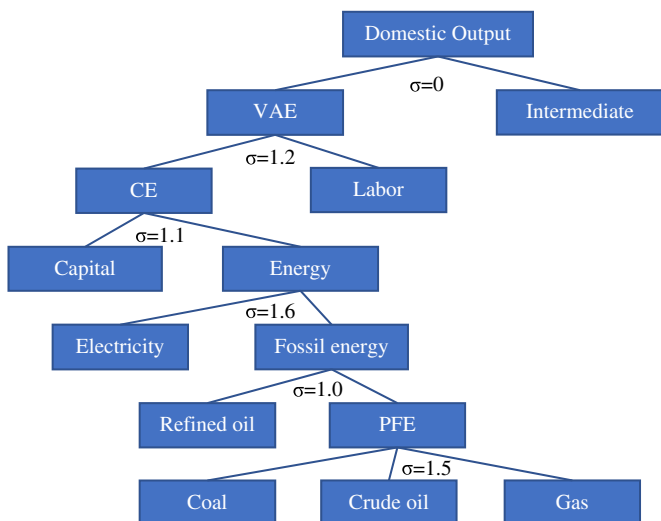 Domestic Output
σ=0
VAE
Intermediate
σ=1.2
CE
Labor
σ=1.1
Capital
Energy
σ=1.6
Electricity
Fossil energy
σ=1.0
Refined oil
PFE
σ=1.5
Coal
Crude oil
Gas